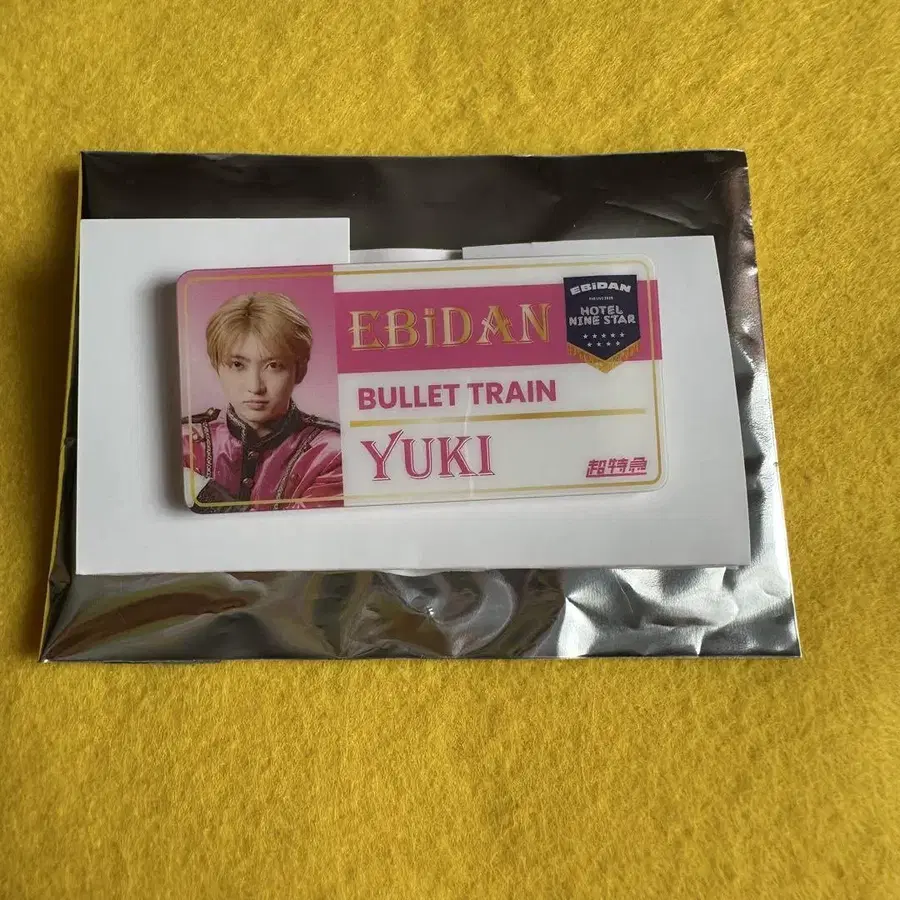 EBiDAN
BULLET TRAIN
YUKI
EBiDAN
HOTEL
NINE STAR
超特急